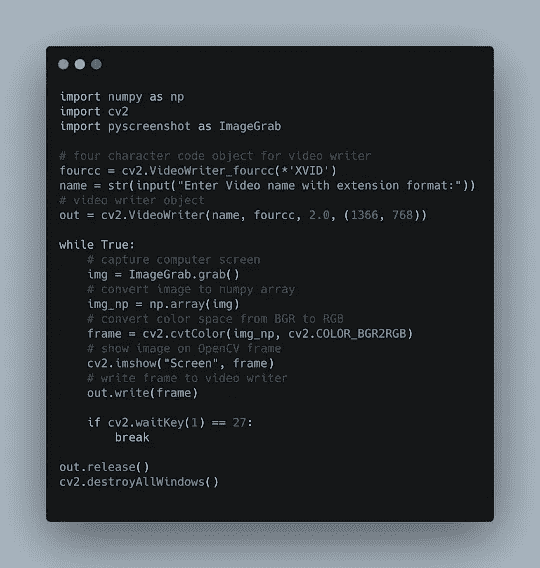 import numpy as np
import cv2
import pyscreenshot as ImageGrab
# four character code object for video writer
fourcc = cv2.VideoWriter_fourcc(*'XVID')
name = str(input("Enter Video name with extension format:"))
# video writer object
out = cv2.VideoWriter(name, fourcc, 2.0, (1366, 768))
while True:
    # capture computer screen
    img = ImageGrab.grab()
    # convert image to numpy array
    img_np = np.array(img)
    # convert color space from BGR to RGB
    frame = cv2.cvtColor(img_np, cv2.COLOR_BGR2RGB)
    # show image on OpenCV frame
    cv2.imshow("Screen", frame)
    # write frame to video writer
    out.write(frame)
    if cv2.waitKey(1) == 27:
        break
out.release()
cv2.destroyAllWindows()